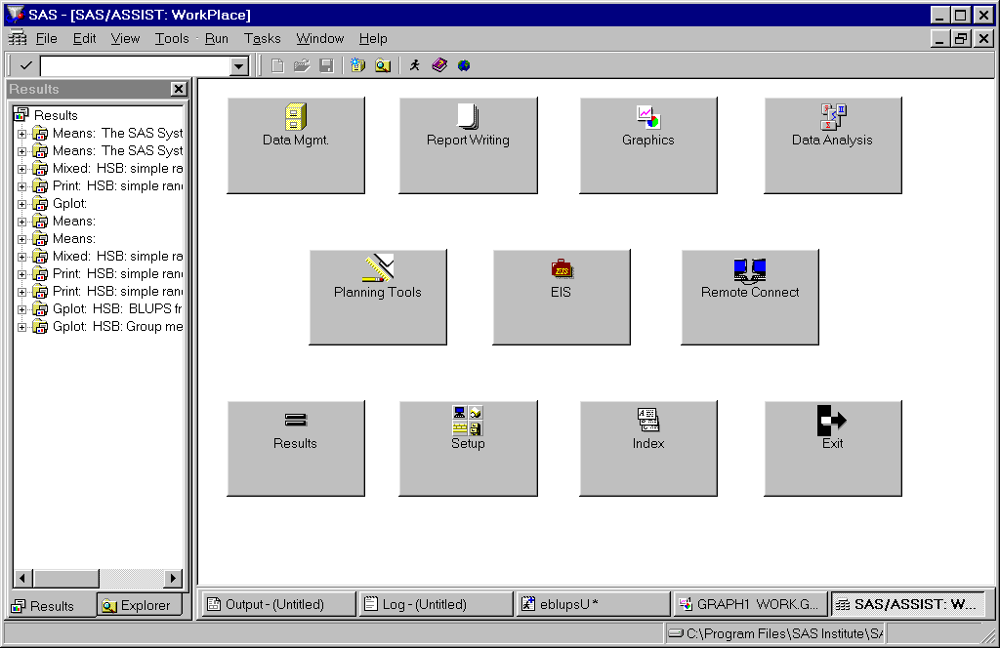 SAS - [SAS/ASSIST: WorkPlace]
File Edit View Tools Run Tasks Window Help
Results
Results
Means: The SAS Syst
Means: The SAS Syst
Mixed: HSB: simple ra
Print: HSB: simple ran
Gplot:
Means:
Means:
Mixed: HSB: simple ra
Print: HSB: simple ran
Print: HSB: simple ran
Gplot: HSB: BLUPS fr
Gplot: HSB: Group me
Data Mgmt.
Report Writing
Graphics
Data Analysis
EIS
Planning Tools
EIS
Remote Connect
Results
Setup
Index
Exit
Results
Explorer
Output - (Untitled)
Log - (Untitled)
eblupsU *
GRAPH1 WORK.G...
SAS/ASSIST: W...
C:\Program Files\SAS Institute\SA